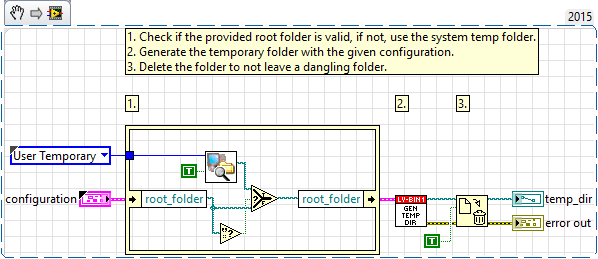 2015
1. Check if the provided root folder is valid, if not, use the system temp folder.
2. Generate the temporary folder with the given configuration.
3. Delete the folder to not leave a dangling folder.
1.
2.
3.
User Temporary
T
configuration
root_folder
root_folder
?
LV-BIN1
GEN
TEMP
DIR
T
temp_dir
error out